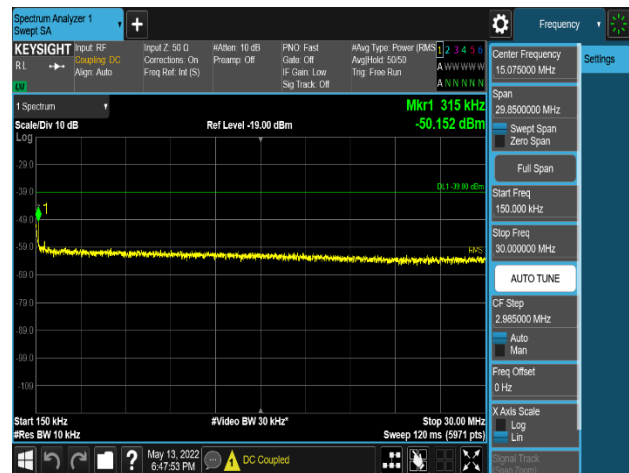 Spectrum Analyzer 1
Swept SA
Frequency
KEYSIGHT
Input: RF
Input Z: 50 Ω
#Atten: 10 dB
PNO: Fast
#Avg Type: Power (RMS
1 2 3 4 5 6
R L
Coupling: DC
Corrections: On
Preamp: Off
Gate: Off
Avg|Hold: 50/50
A W W W W W
Align: Auto
Freq Ref: Int (S)
IF Gain: Low
Trig: Free Run
Sig Track: Off
A N N N N N
Center Frequency
15.075000 MHz
Settings
1 Spectrum
Mkr1 315 kHz
Scale/Div 10 dB
Ref Level -19.00 dBm
-50.152 dBm
Log
-29.0
-39.0
DL1 -39.00 dBm
1
-49.0
-59.0
RMS
-69.0
-79.0
-89.0
-99.0
-109
Start 150 kHz
#Video BW 30 kHz*
Stop 30.00 MHz
#Res BW 10 kHz
Sweep 120 ms (5971 pts)
Span
29.8500000 MHz
Swept Span
Zero Span
Full Span
Start Freq
150.000 kHz
Stop Freq
30.000000 MHz
AUTO TUNE
CF Step
2.985000 MHz
Auto
Man
Freq Offset
0 Hz
X Axis Scale
Log
Lin
Signal Track
(Span Zoom)
May 13, 2022
6:47:53 PM
DC Coupled